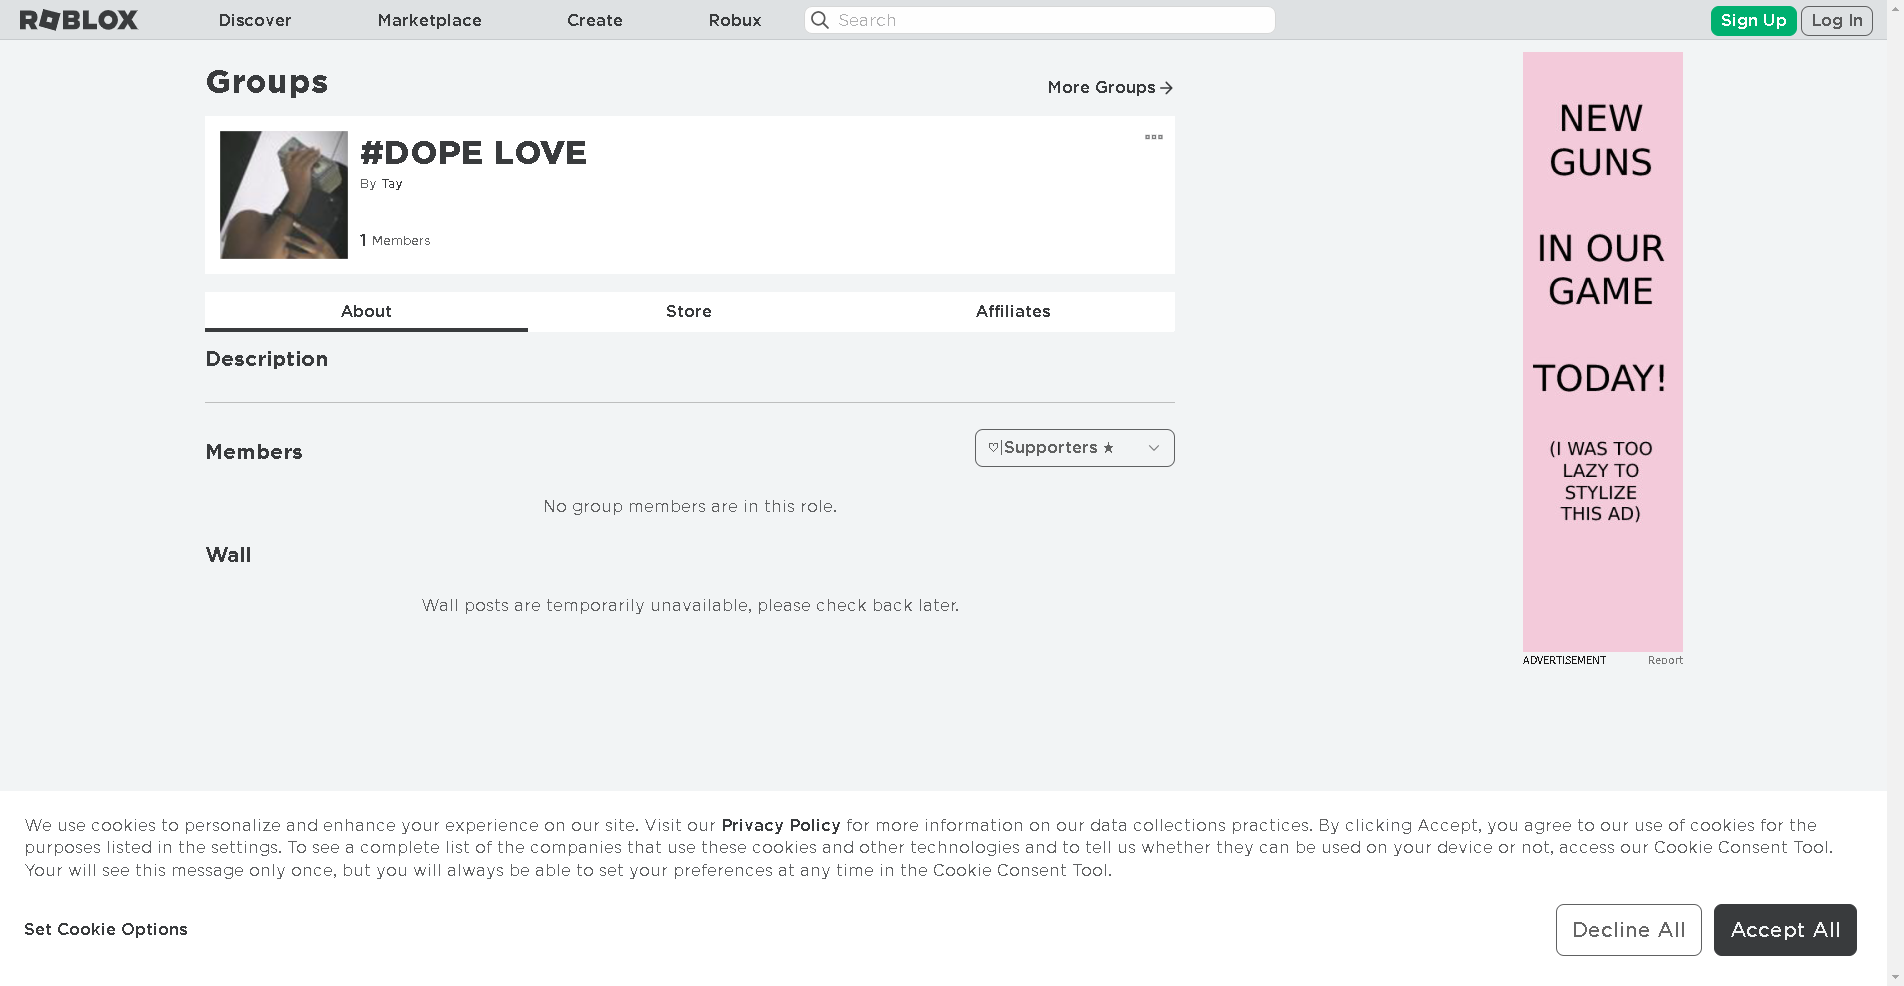 ROBLOX Discover Marketplace Create Robux Search Sign Up Log In
Groups
More Groups
#DOPE LOVE
By Tay
1 Members
About Store Affiliates
Description
Members
♡|Supporters ★
No group members are in this role.
Wall
Wall posts are temporarily unavailable, please check back later.
NEW
GUNS
IN OUR
GAME
TODAY!
(I WAS TOO
LAZY TO
STYLIZE
THIS AD)
ADVERTISEMENT Report
We use cookies to personalize and enhance your experience on our site. Visit our Privacy Policy for more information on our data collections practices. By clicking Accept, you agree to our use of cookies for the
purposes listed in the settings. To see a complete list of the companies that use these cookies and other technologies and to tell us whether they can be used on your device or not, access our Cookie Consent Tool.
Your will see this message only once, but you will always be able to set your preferences at any time in the Cookie Consent Tool.
Set Cookie Options
Decline All
Accept All